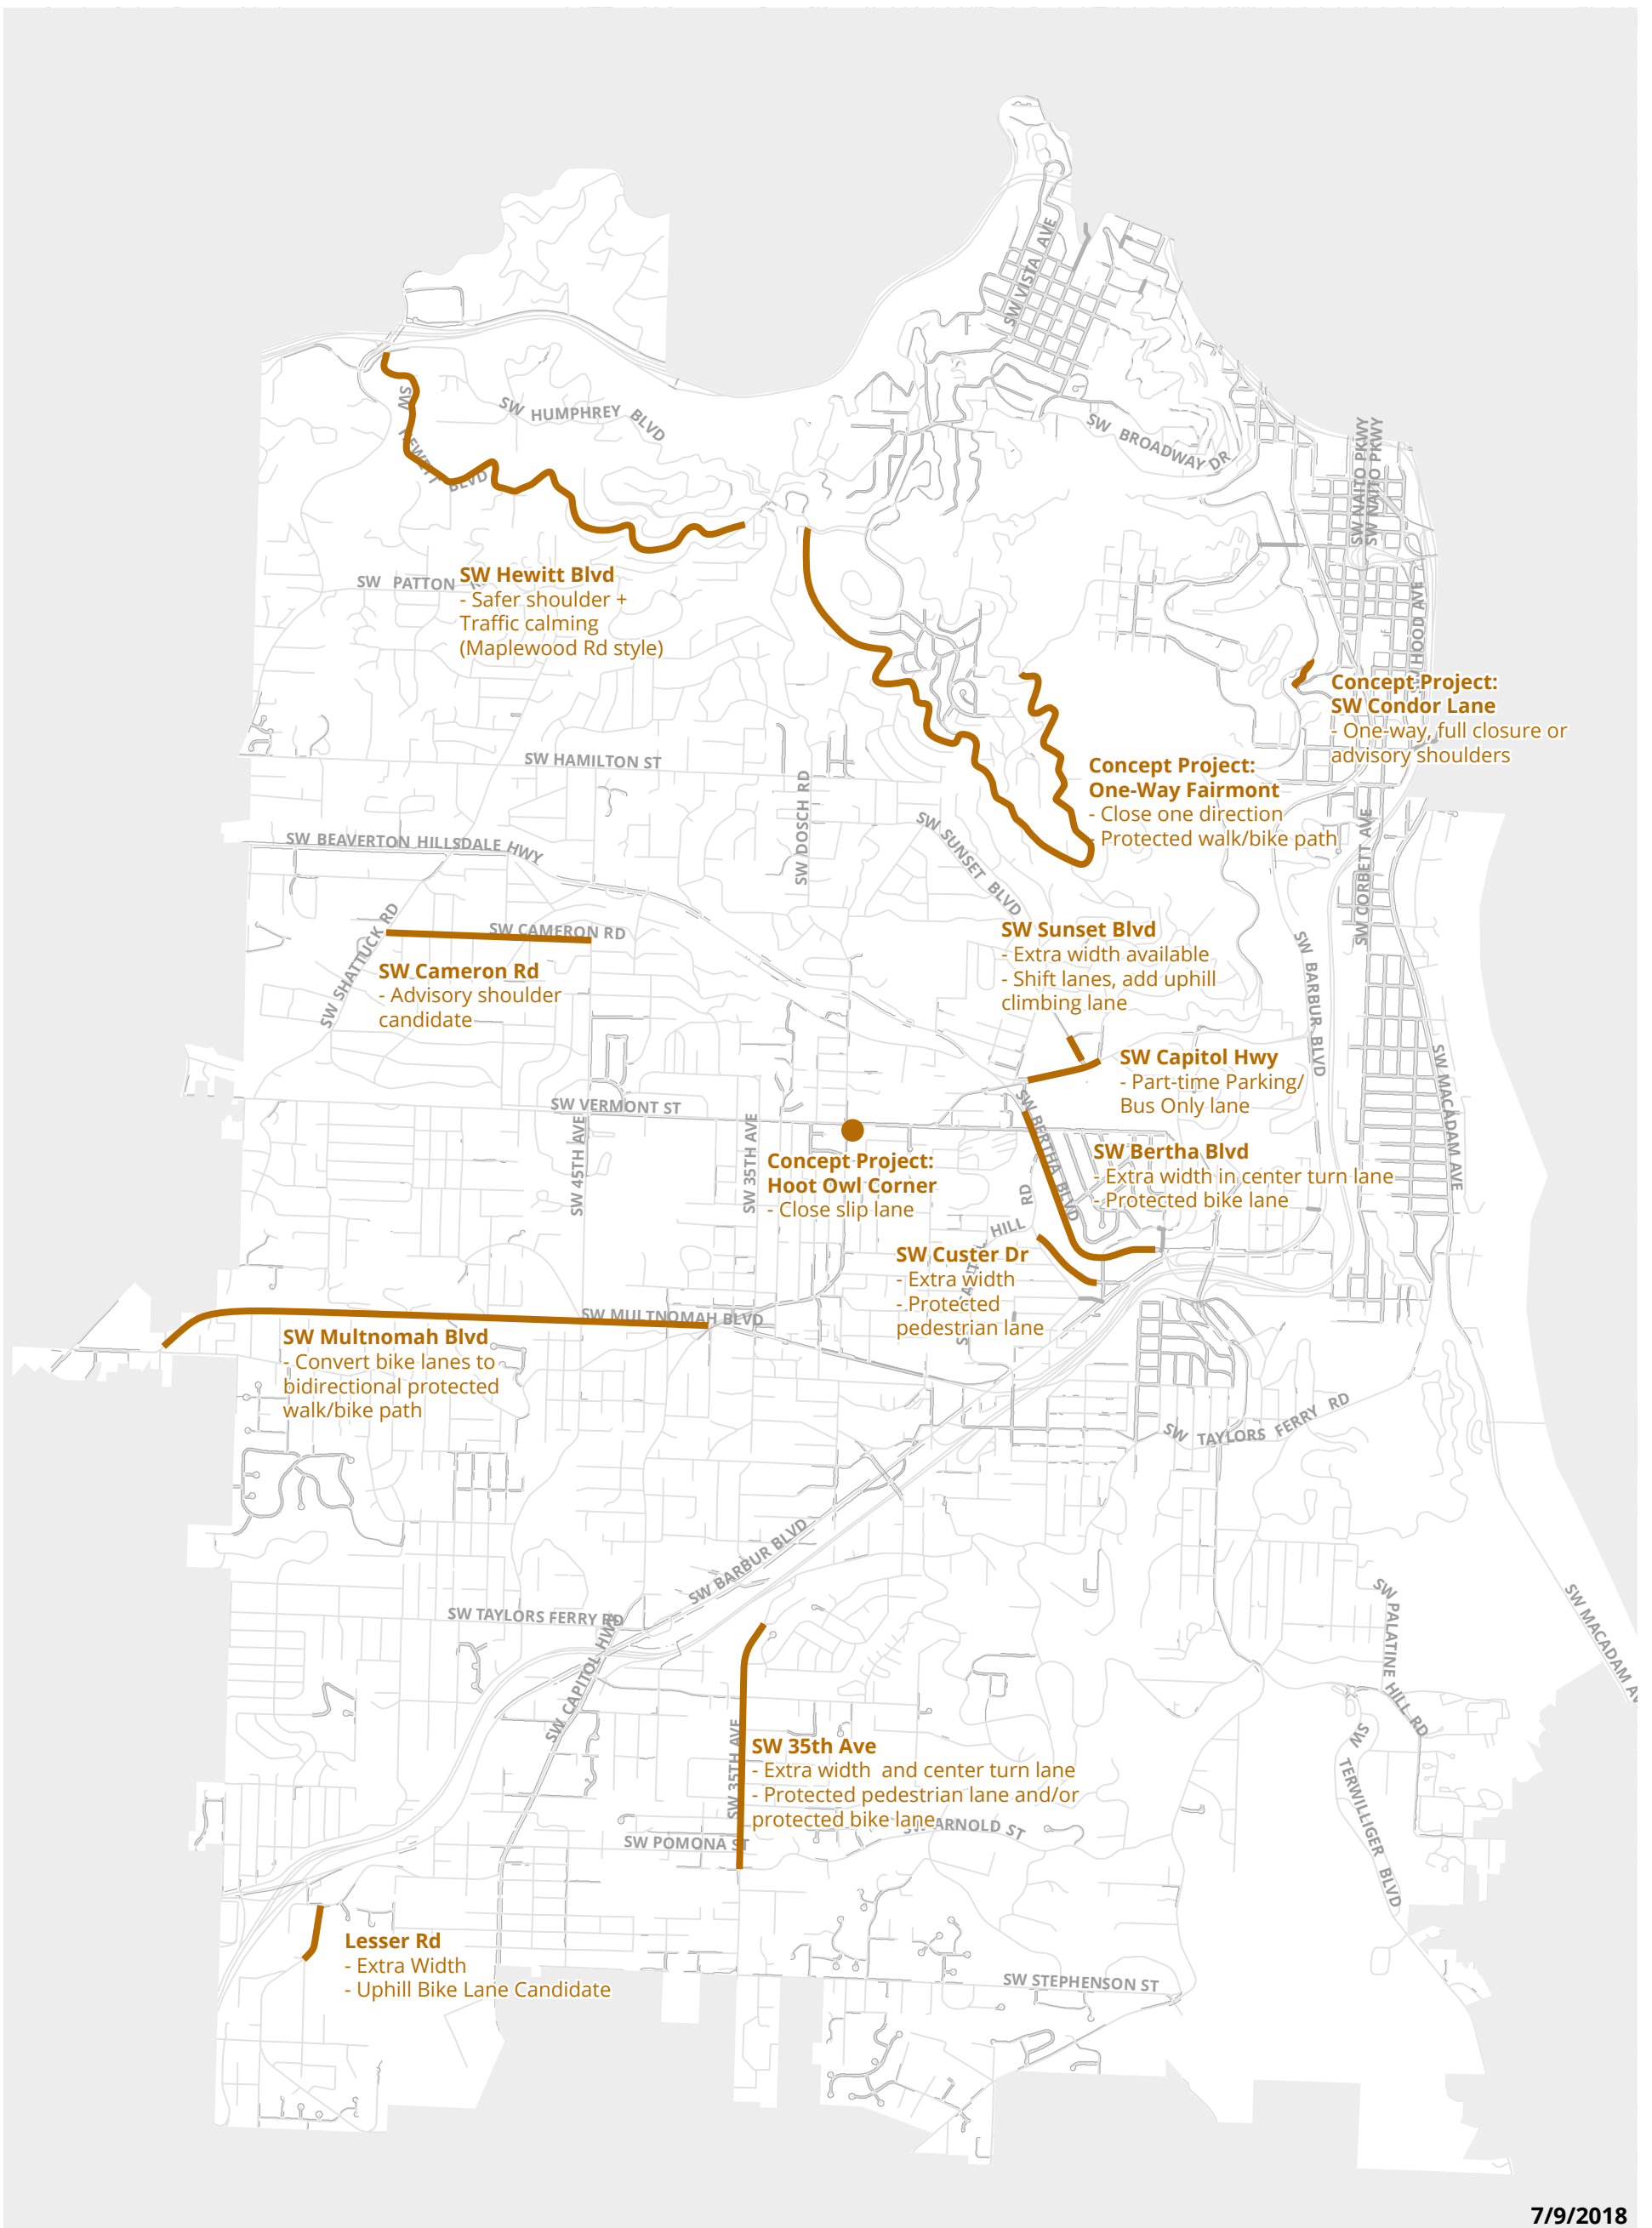 SW VISTA AVE
SW HUMPHREY BLVD
SW BROADWAY DR
SW HEWITT BLVD
SW NAITO PKWY
SW NAITO PKWY
SW PATTON
SW Hewitt Blvd
- Safer shoulder +
Traffic calming
(Maplewood Rd style)
HOOD AVE
Concept Project:
SW Condor Lane
- One-way, full closure or
advisory shoulders
SW HAMILTON ST
SW DOSCH RD
Concept Project:
One-Way Fairmont
- Close one direction
- Protected walk/bike path
SW BEAVERTON HILLSDALE HWY
SW SUNSET BLVD
SW CORBETT AVE
SW SHATTUCK RD
SW CAMERON RD
SW Cameron Rd
- Advisory shoulder
candidate
SW Sunset Blvd
- Extra width available
- Shift lanes, add uphill
climbing lane
SW BARBUR BLVD
SW Capitol Hwy
- Part-time Parking/
Bus Only lane
SW MACADAM AVE
SW VERMONT ST
SW 45TH AVE
SW 35TH AVE
SW BERTHA BLVD
Concept Project:
Hoot Owl Corner
- Close slip lane
SW Bertha Blvd
- Extra width in center turn lane
- Protected bike lane
HILL RD
SW Custer Dr
- Extra width
- Protected
pedestrian lane
SW MULTNOMAH BLVD
SW Multnomah Blvd
- Convert bike lanes to
bidirectional protected
walk/bike path
SW TAYLORS FERRY RD
SW BARBUR BLVD
SW TAYLORS FERRY RD
SW CAPITOL HWY
SW PALATINE HILL RD
SW MACADAM AV
SW 35TH AVE
SW 35th Ave
- Extra width and center turn lane
- Protected pedestrian lane and/or
protected bike lane
SW ARNOLD ST
SW POMONA ST
SW TERWILLIGER BLVD
Lesser Rd
- Extra Width
- Uphill Bike Lane Candidate
SW STEPHENSON ST
7/9/2018